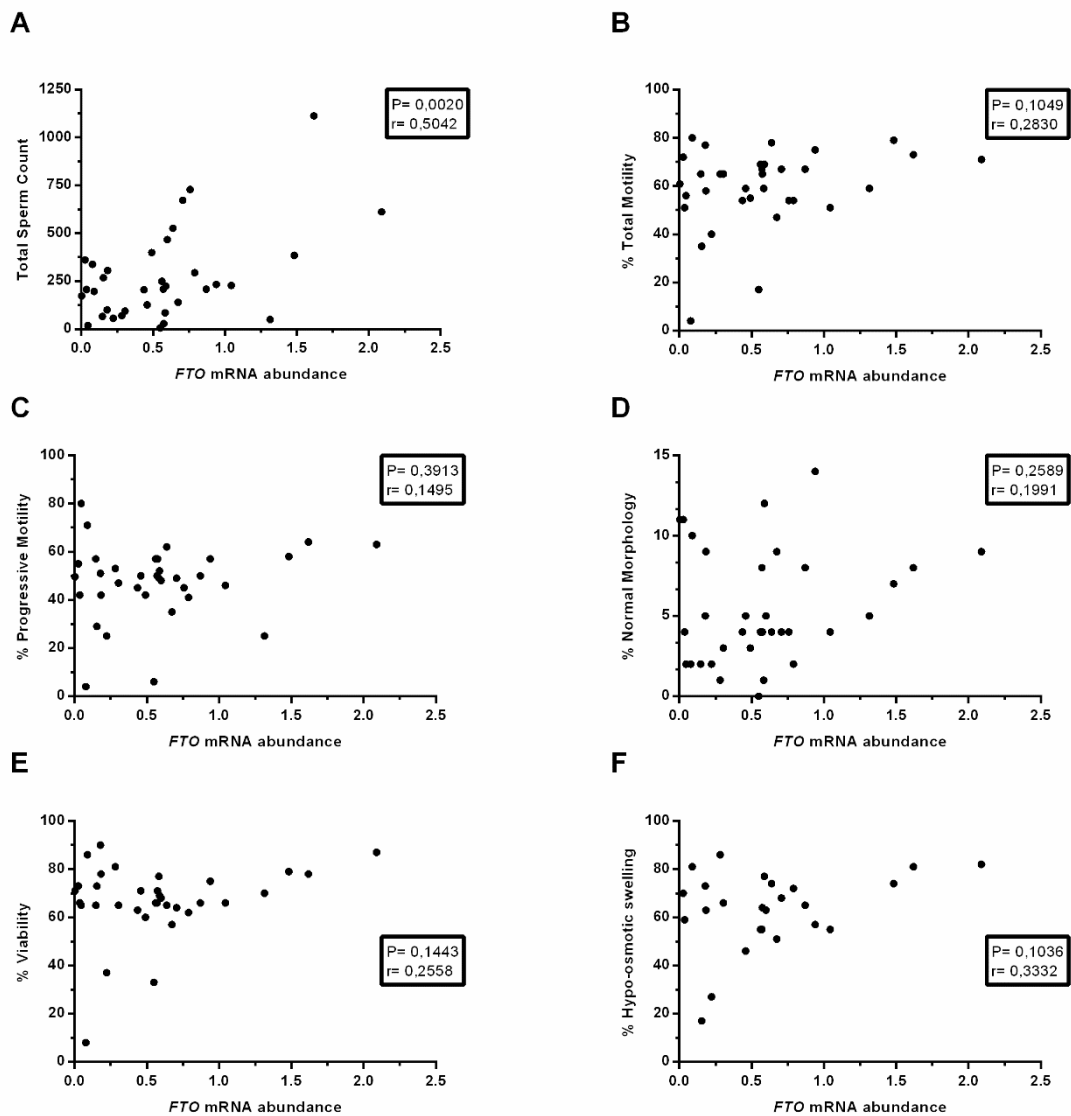 A
Total Sperm Count
1250
1000
750
500
250
0
0.0 0.5 1.0 1.5 2.0 2.5
FTO mRNA abundance
P= 0,0020
r= 0,5042
B
% Total Motility
100
80
60
40
20
0
0.0 0.5 1.0 1.5 2.0 2.5
FTO mRNA abundance
P= 0,1049
r= 0,2830
C
% Progressive Motility
100
80
60
40
20
0
0.0 0.5 1.0 1.5 2.0 2.5
FTO mRNA abundance
P= 0,3913
r= 0,1495
D
% Normal Morphology
15
10
5
0
0.0 0.5 1.0 1.5 2.0 2.5
FTO mRNA abundance
P= 0,2589
r= 0,1991
E
% Viability
100
80
60
40
20
0
0.0 0.5 1.0 1.5 2.0 2.5
FTO mRNA abundance
P= 0,1443
r= 0,2558
F
% Hypo-osmotic swelling
100
80
60
40
20
0
0.0 0.5 1.0 1.5 2.0 2.5
FTO mRNA abundance
P= 0,1036
r= 0,3332